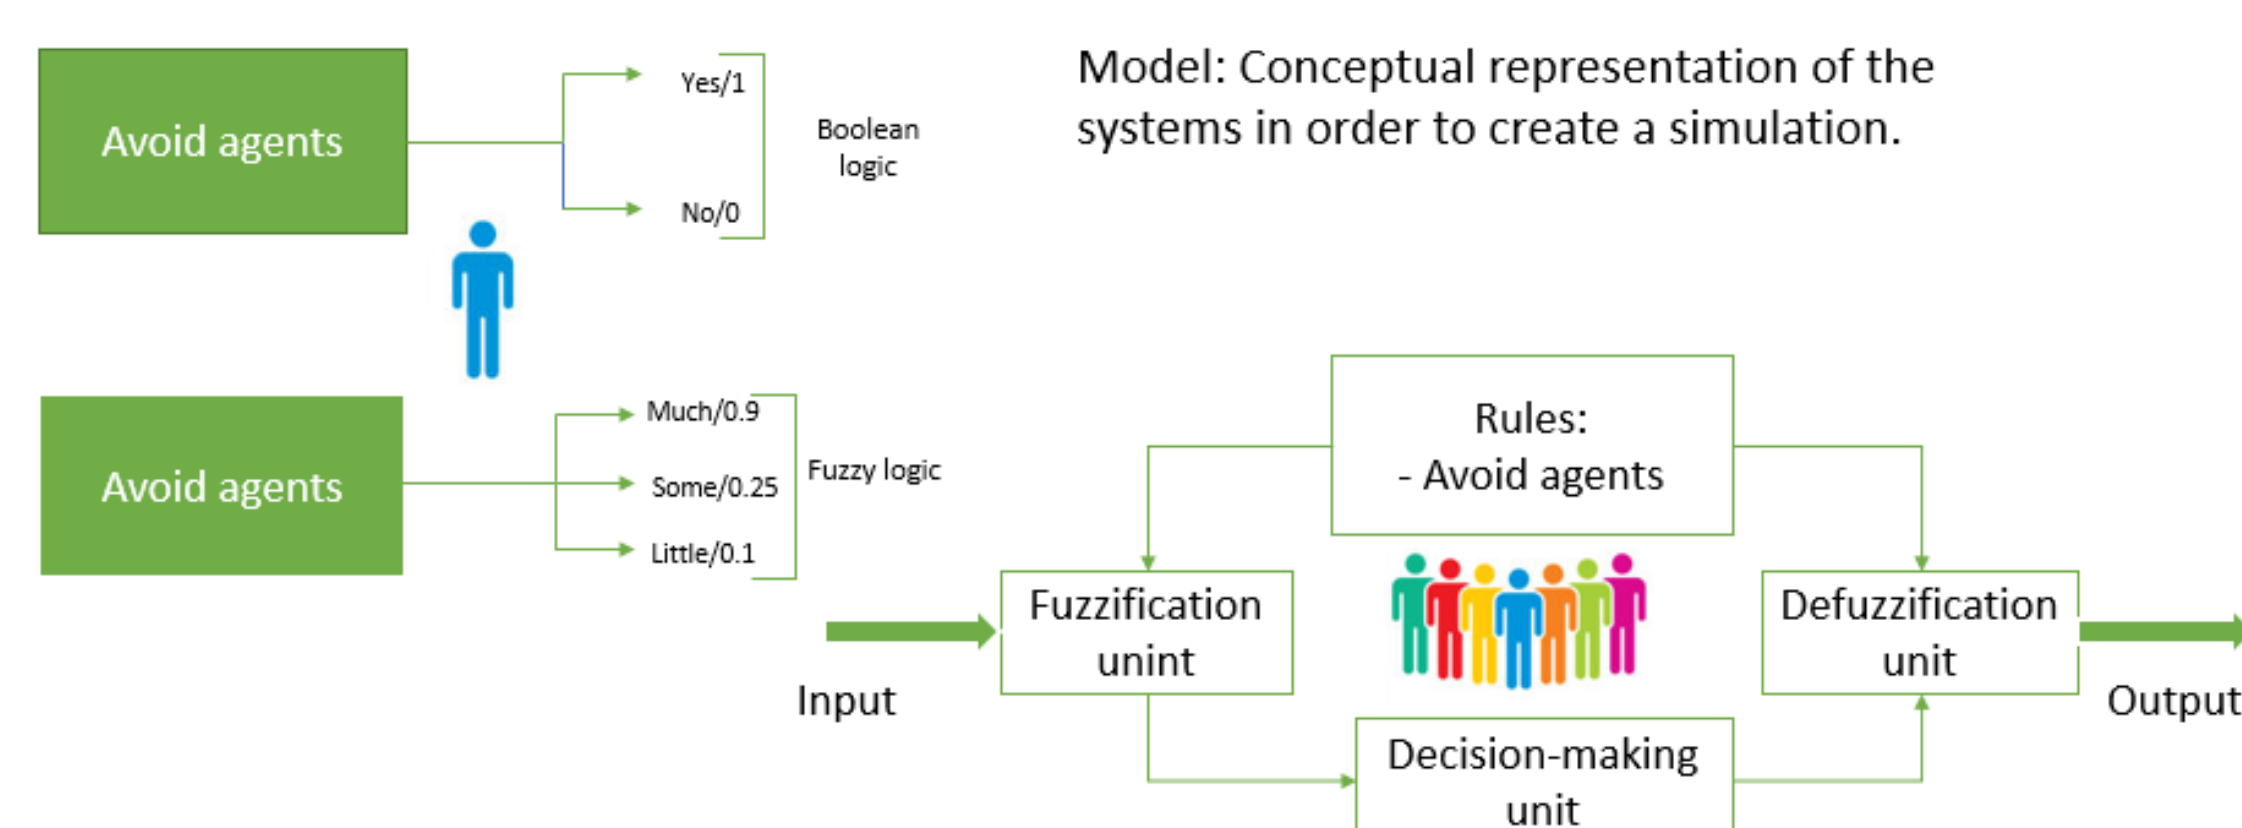 Avoid agents
Yes/1
No/0
Boolean
logic
Model: Conceptual representation of the
systems in order to create a simulation.
Avoid agents
Much/0.9
Some/0.25
Little/0.1
Fuzzy logic
Rules:
- Avoid agents
Input
Fuzzification
unint
Defuzzification
unit
Output
Decision-making
unit